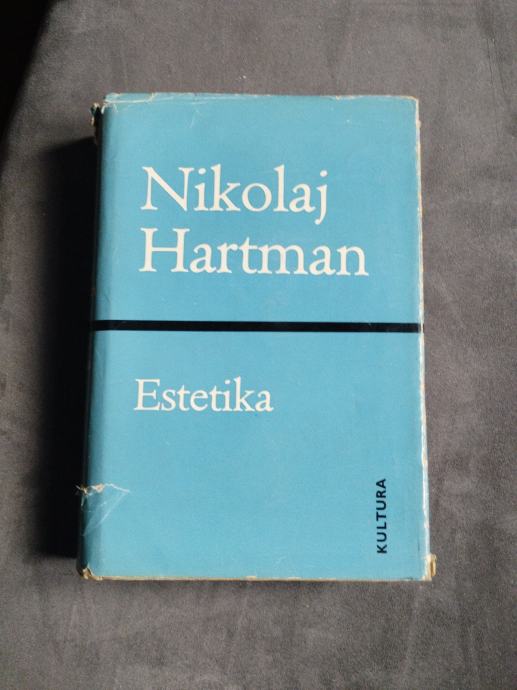 Nikolaj
Hartman
Estetika
KULTURA